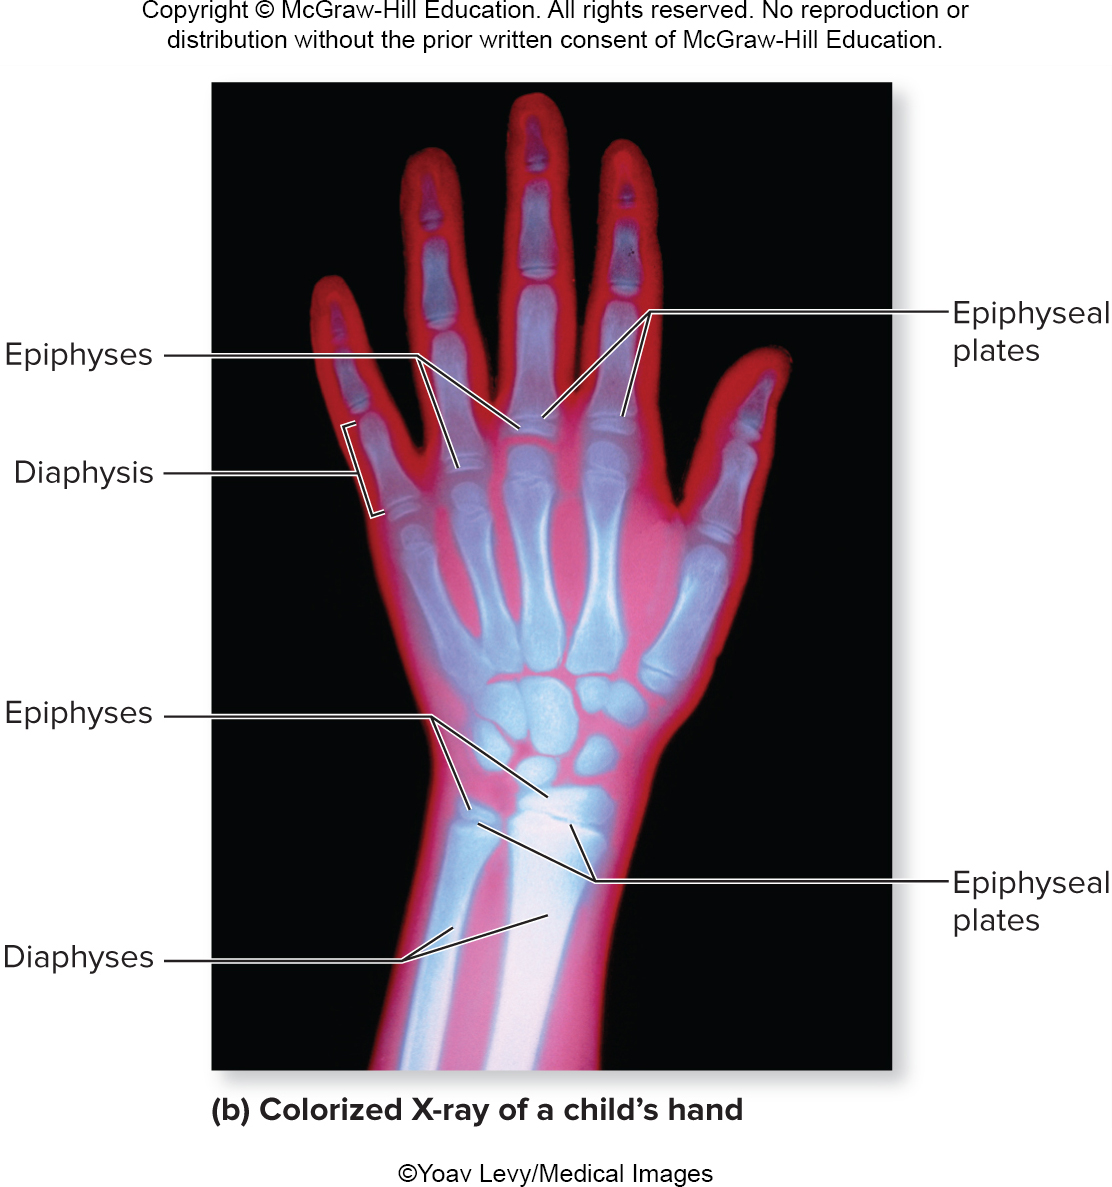 Copyright © McGraw-Hill Education. All rights reserved. No reproduction or
distribution without the prior written consent of McGraw-Hill Education.
Epiphyseal
plates
Epiphyses
Diaphysis
Epiphyses
Epiphyseal
plates
Diaphyses
(b) Colorized X-ray of a child’s hand
©Yoav Levy/Medical Images